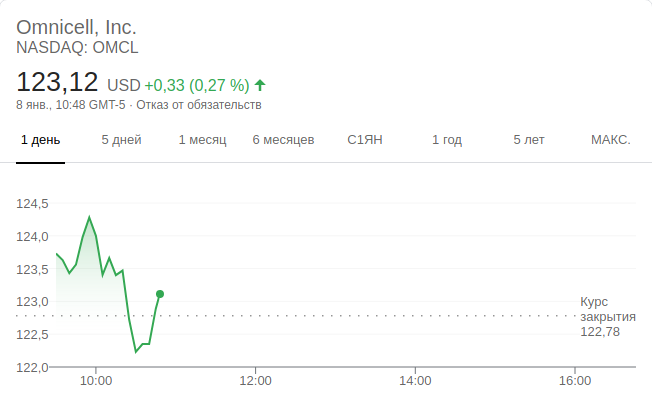 Omnicell, Inc.
NASDAQ: OMCL
123,12 USD +0,33 (0,27 %)
8 янв., 10:48 GMT-5 · Отказ от обязательств
1 день 5 дней 1 месяц 6 месяцев С1ЯН 1 год 5 лет МАКС.
124,5
124,0
123,5
123,0
122,5
122,0
Курс
закрытия
122,78
10:00 12:00 14:00 16:00